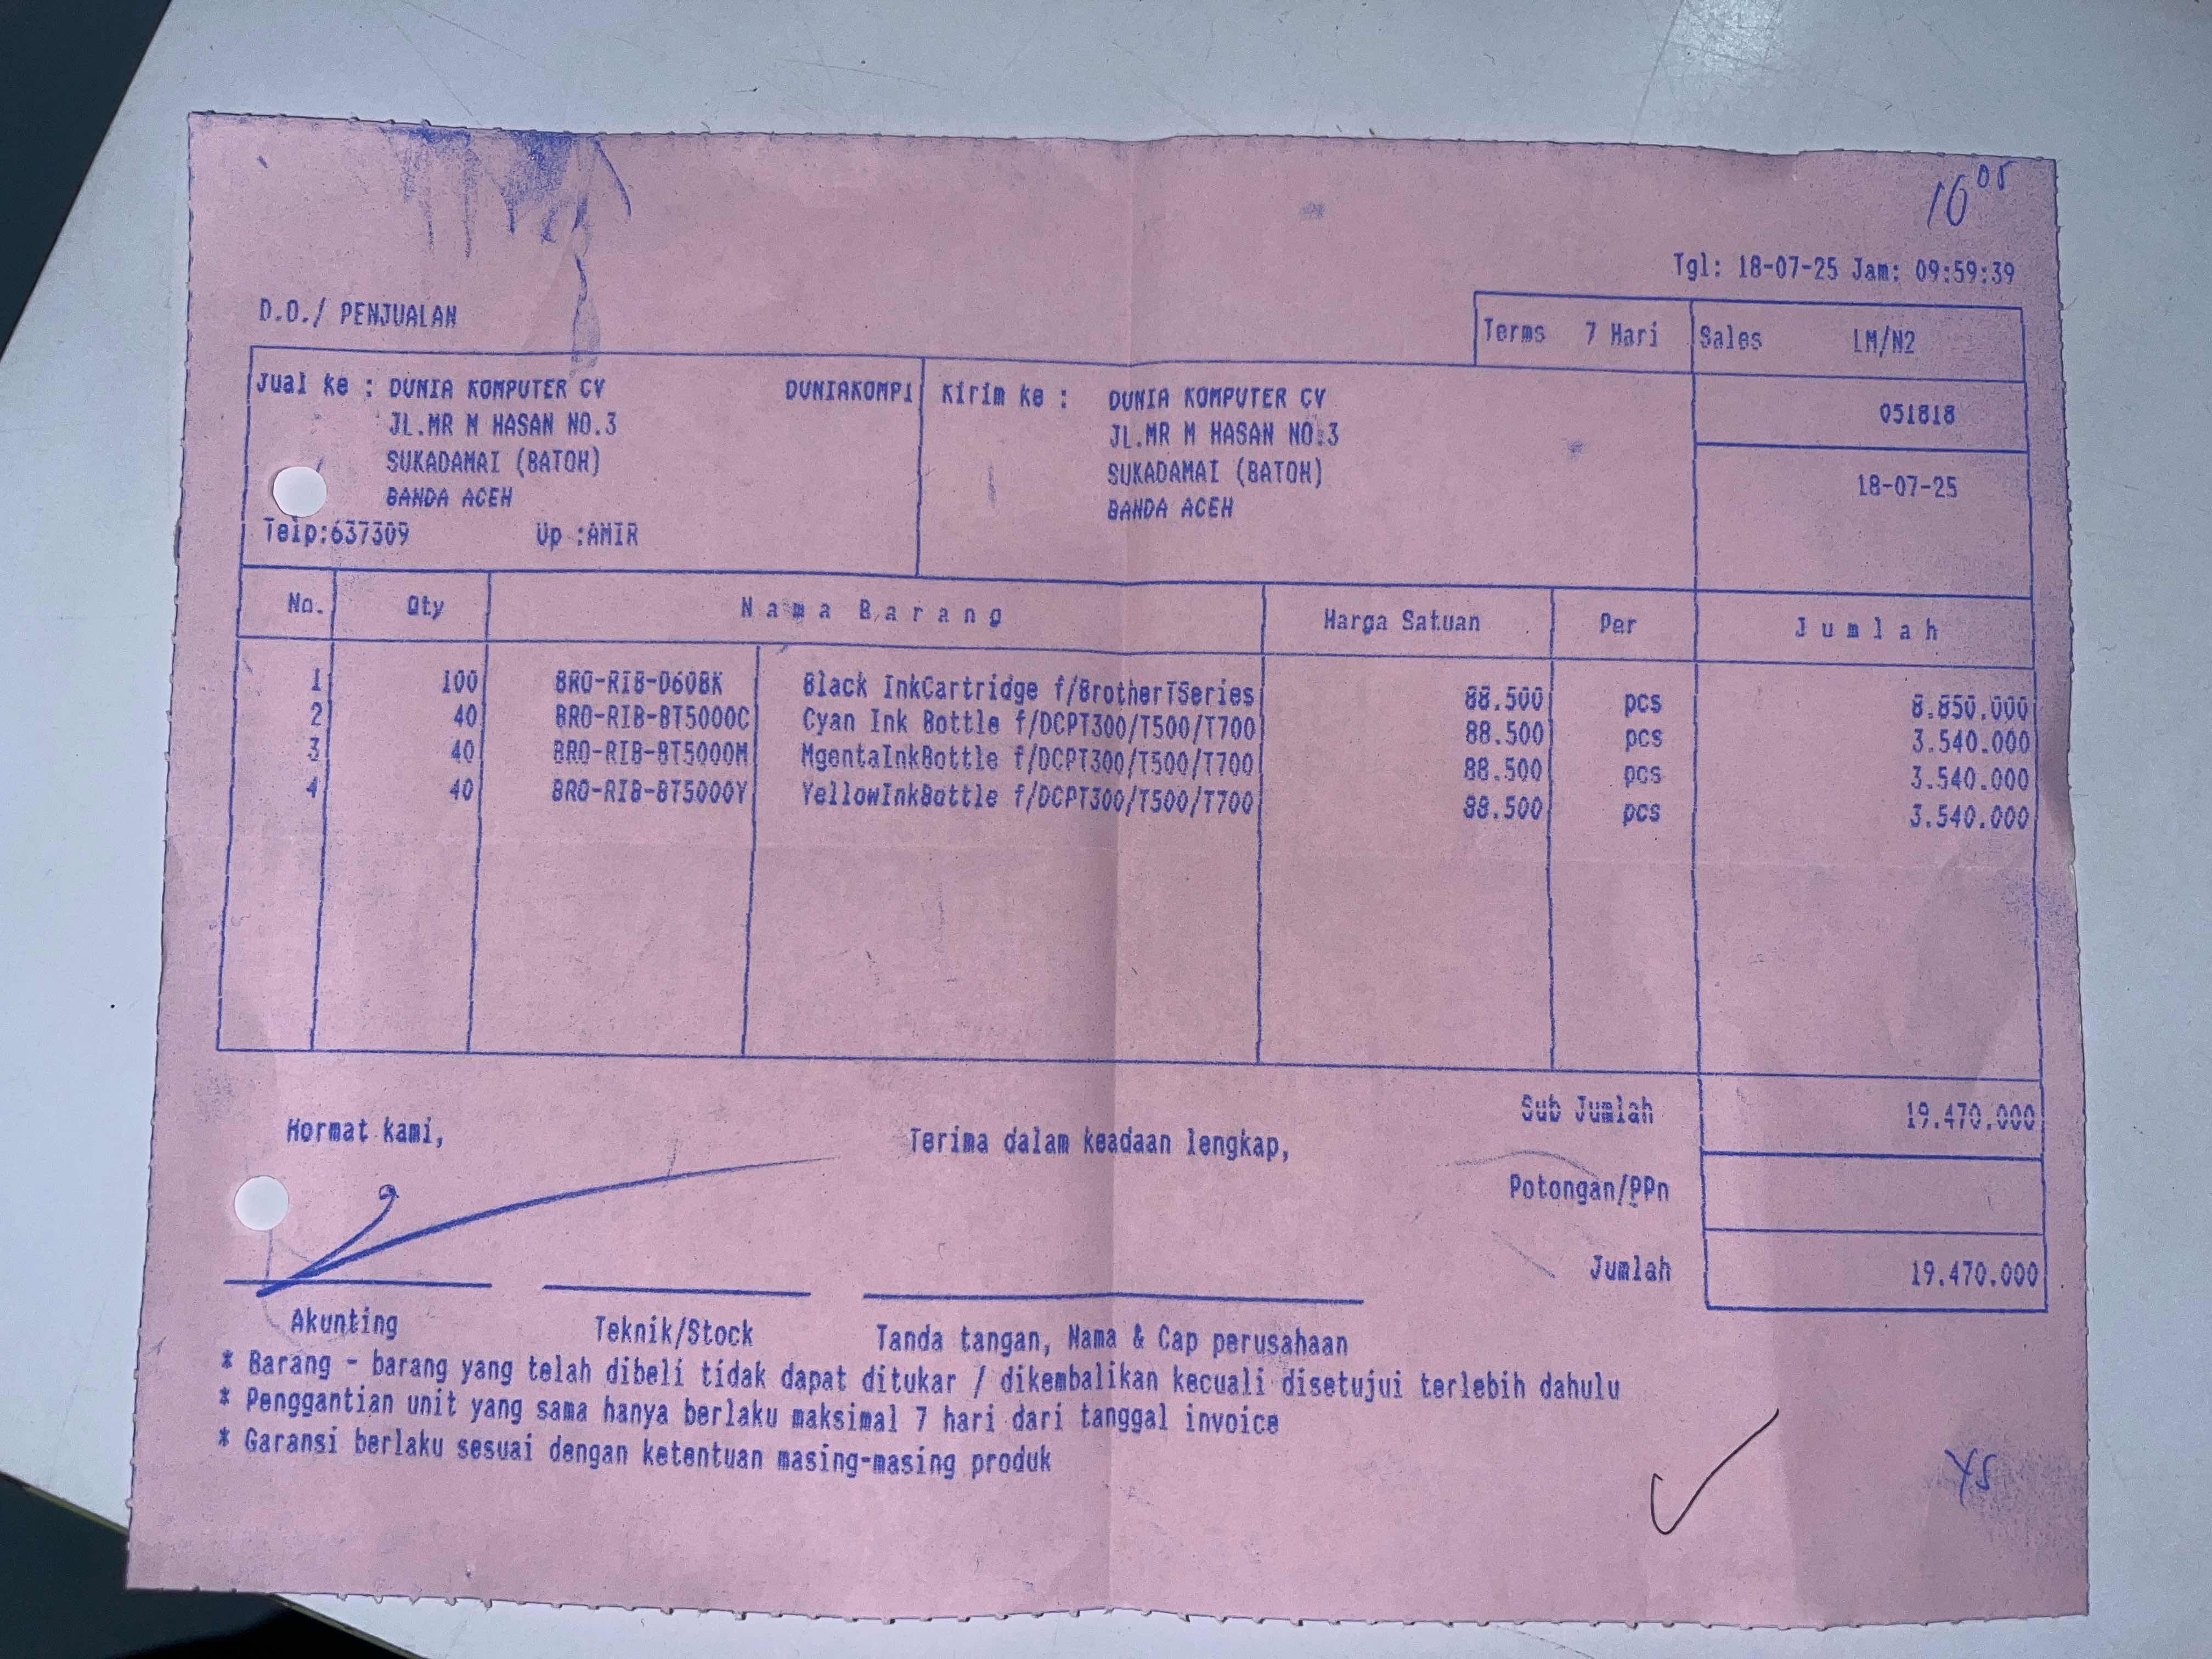 16 05
Tgl: 18-07-25 Jam: 09:59:39
D.O./ PENJUALAN
Terms 7 Hari Sales LM/N2
Jual ke : DUNIA KOMPUTER CV DUNIAKOMP1 Kirim ke : DUNIA KOMPUTER CV
051818
JL.MR M HASAN NO.3 JL.MR M HASAN NO.3
SUKADAMAI (BATOH) SUKADAMAI (BATOH)
18-07-25
BANDA ACEH BANDA ACEH
Telp:637309 Up :AMIR
No. Qty Nama Barang Harga Satuan Per Jumlah
1 100 BRO-RIB-D60BK Black InkCartridge f/BrotherTSeries 88.500 pcs 8.850.000
2 40 BRO-RIB-BT5000C Cyan Ink Bottle f/DCPT300/T500/T700 88.500 pcs 3.540.000
3 40 BRO-RIB-BT5000M MgentaInkBottle f/DCPT300/T500/T700 88.500 pcs 3.540.000
4 40 BRO-RIB-BT5000Y YellowInkBottle f/DCPT300/T500/T700 88.500 pcs 3.540.000
Sub Jumlah 19.470.000
Hormat kami, Terima dalam keadaan lengkap,
Potongan/PPn
Jumlah 19.470.000
Akunting Teknik/Stock Tanda tangan, Nama & Cap perusahaan
* Barang - barang yang telah dibeli tidak dapat ditukar / dikembalikan kecuali disetujui terlebih dahulu
* Penggantian unit yang sama hanya berlaku maksimal 7 hari dari tanggal invoice
* Garansi berlaku sesuai dengan ketentuan masing-masing produk
YS